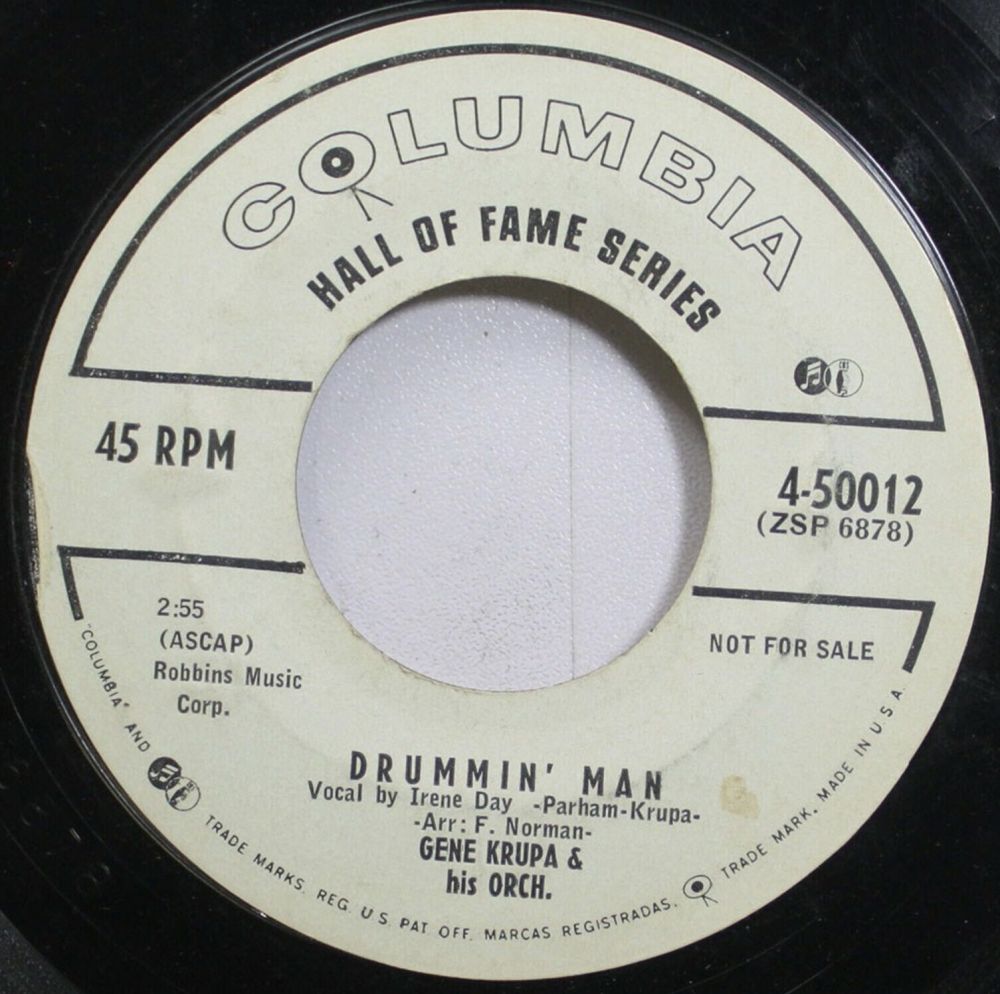 COLUMBIA
HALL OF FAME SERIES
45 RPM
4-50012
(ZSP 6878)
2:55
(ASCAP)
Robbins Music
Corp.
NOT FOR SALE
DRUMMIN' MAN
Vocal by Irene Day -Parham-Krupa-
-Arr: F. Norman-
GENE KRUPA &
his ORCH.
"COLUMBIA" AND TRADE MARKS. REG. U.S. PAT. OFF. MARCAS REGISTRADAS. TRADE MARK. MADE IN U.S.A.